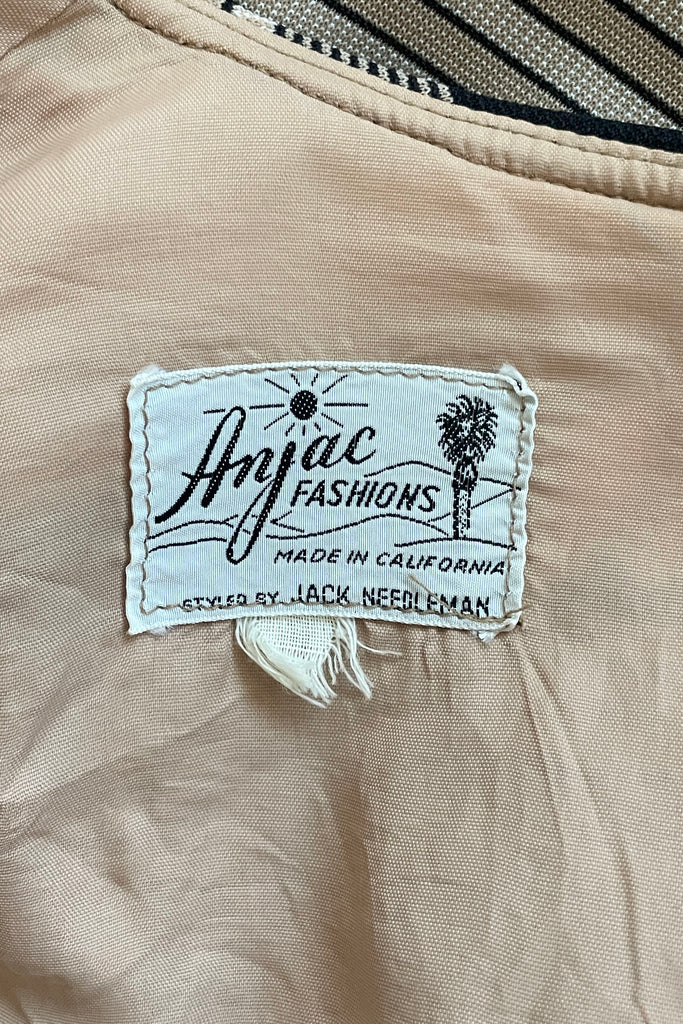 Anjac
FASHIONS
MADE IN CALIFORNIA
STYLED BY JACK NEEDLEMAN